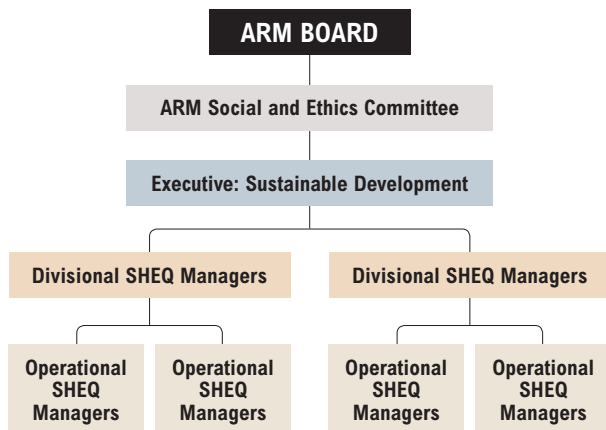 ARM BOARD
ARM Social and Ethics Committee
Executive: Sustainable Development
Divisional SHEQ Managers
Divisional SHEQ Managers
Operational
SHEQ
Managers
Operational
SHEQ
Managers
Operational
SHEQ
Managers
Operational
SHEQ
Managers